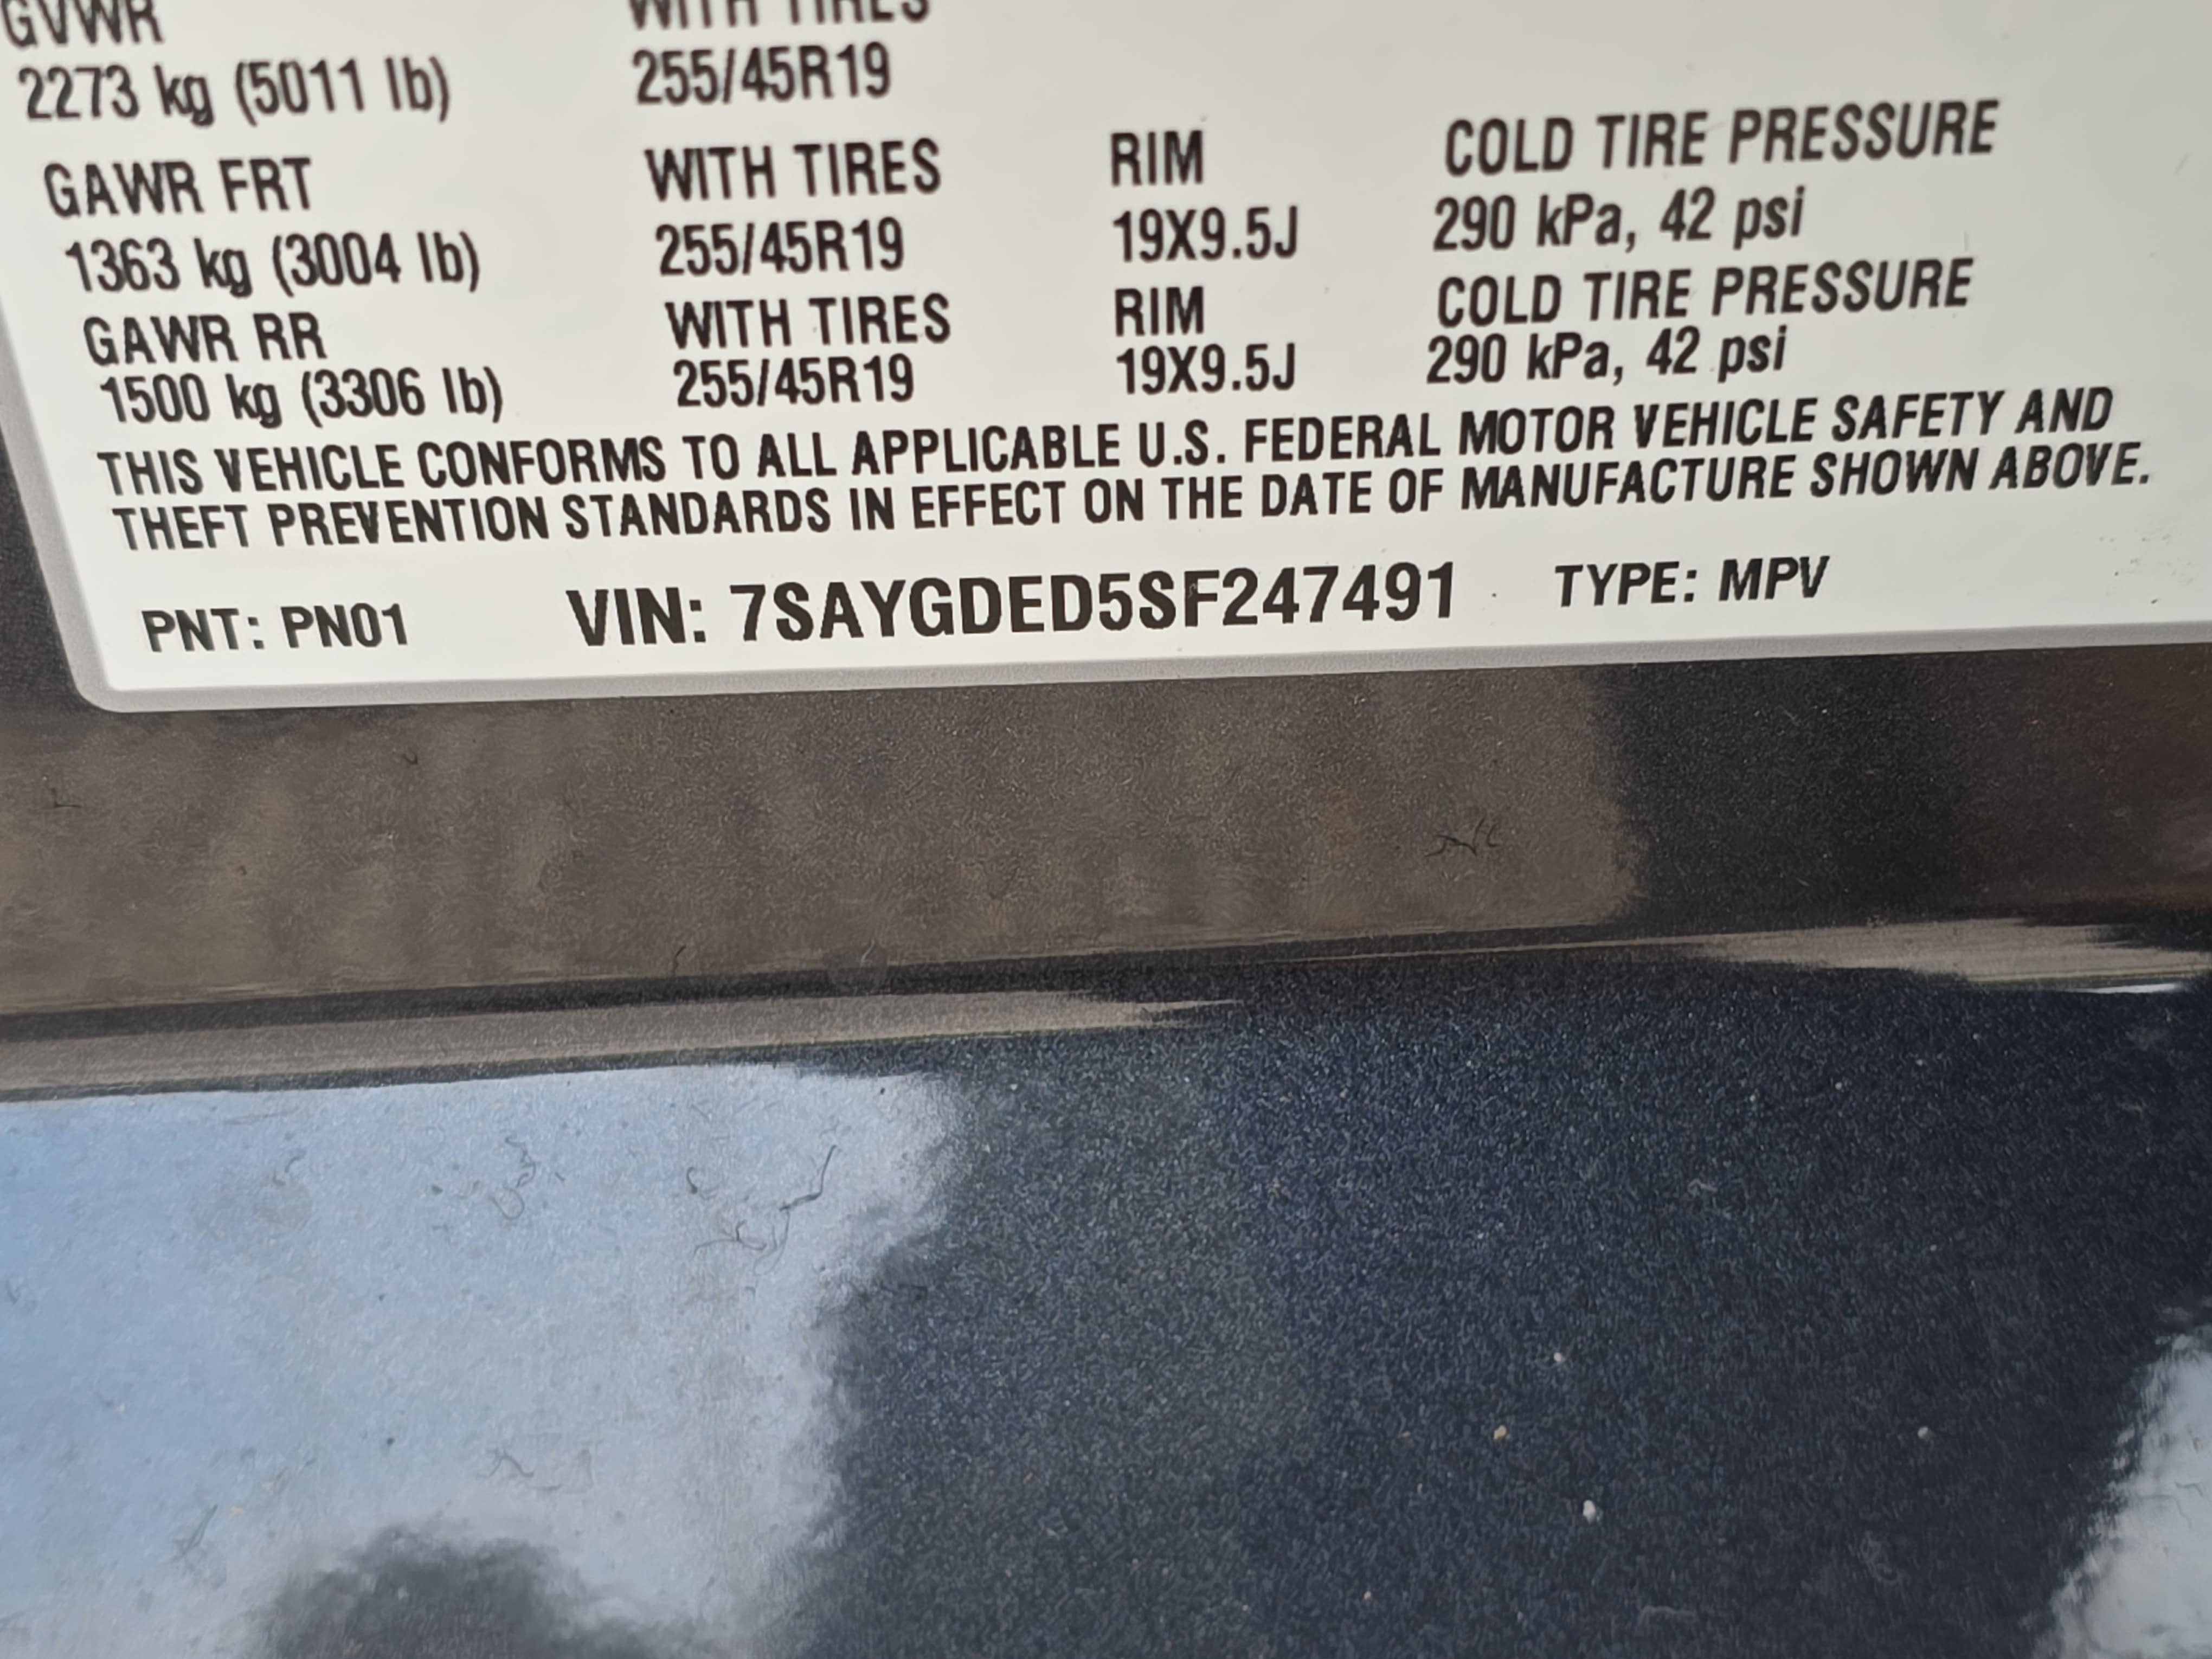 GVWR WITH TIRES
2273 kg (5011 lb) 255/45R19
GAWR FRT WITH TIRES RIM COLD TIRE PRESSURE
1363 kg (3004 lb) 255/45R19 19X9.5J 290 kPa, 42 psi
GAWR RR WITH TIRES RIM COLD TIRE PRESSURE
1500 kg (3306 lb) 255/45R19 19X9.5J 290 kPa, 42 psi
THIS VEHICLE CONFORMS TO ALL APPLICABLE U.S. FEDERAL MOTOR VEHICLE SAFETY AND
THEFT PREVENTION STANDARDS IN EFFECT ON THE DATE OF MANUFACTURE SHOWN ABOVE.
PNT: PN01 VIN: 7SAYGDED5SF247491 TYPE: MPV